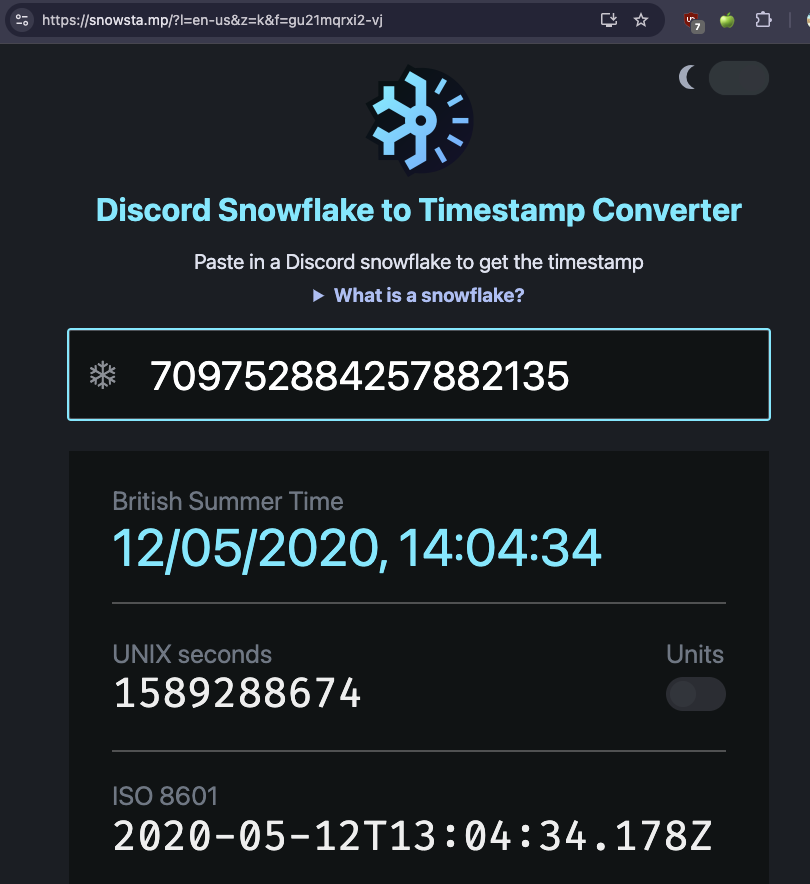 https://snowsta.mp/?l=en-us&z=k&f=gu21mqrxi2-vj
7
Discord Snowflake to Timestamp Converter
Paste in a Discord snowflake to get the timestamp
▶ What is a snowflake?
709752884257882135
British Summer Time
12/05/2020, 14:04:34
UNIX seconds
Units
1589288674
ISO 8601
2020-05-12T13:04:34.178Z